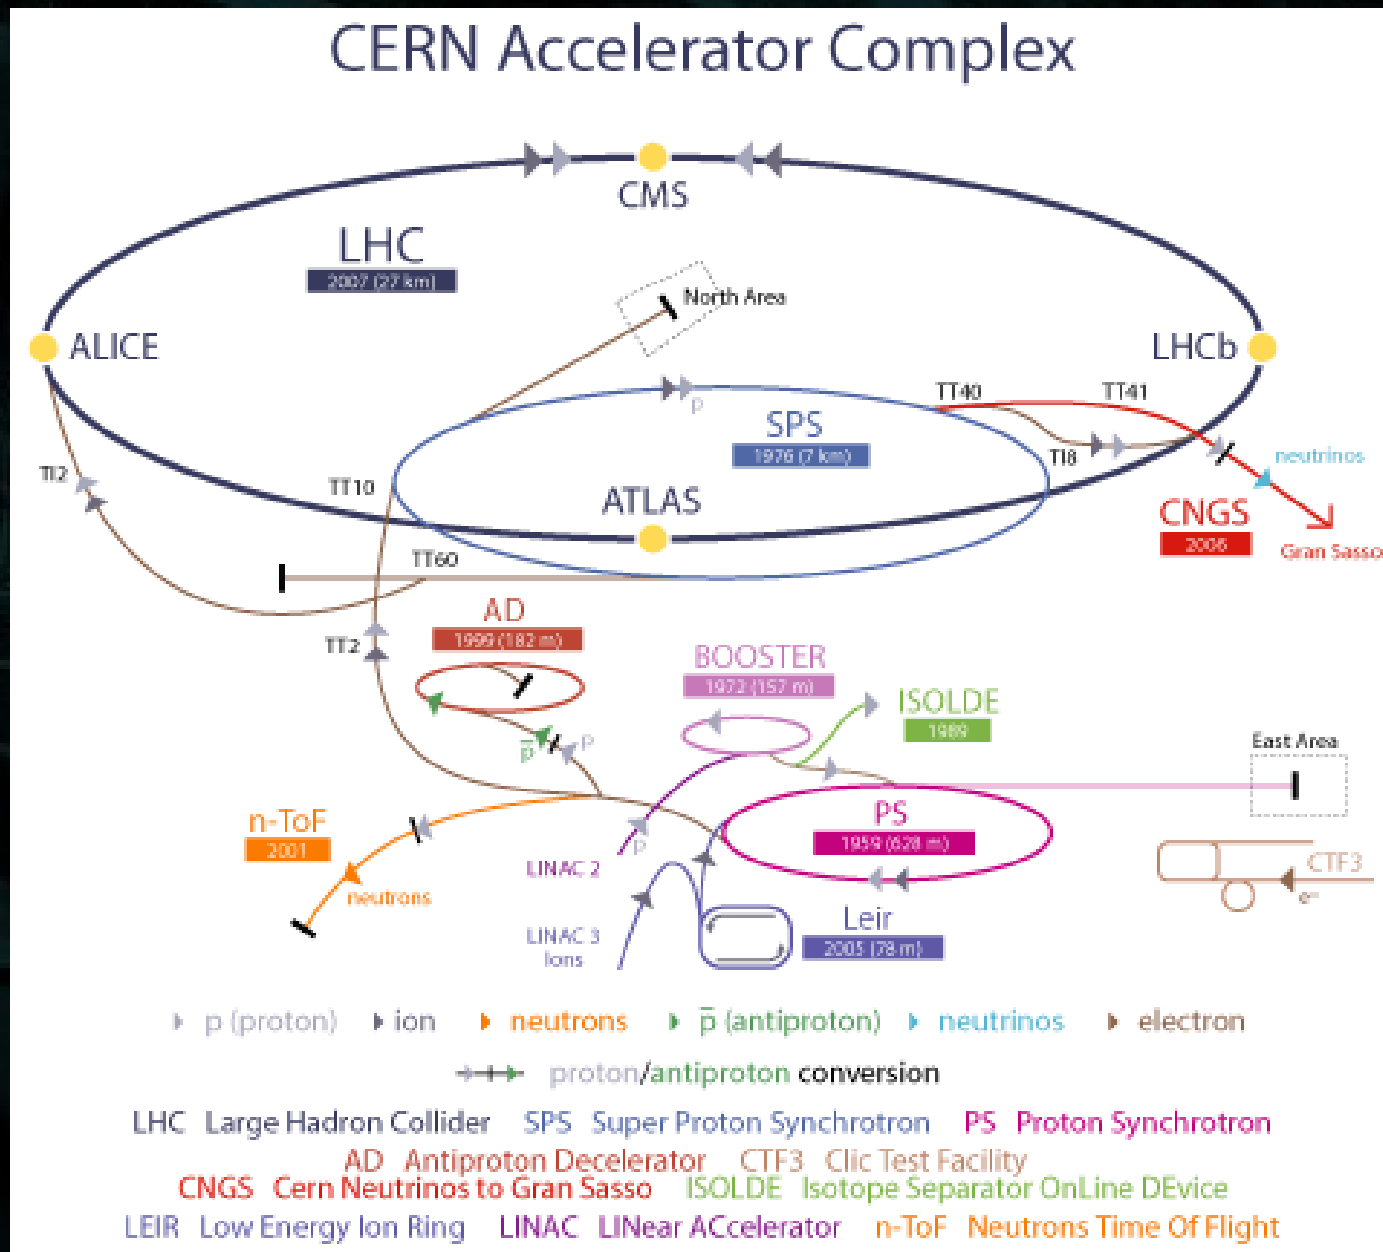 CERN Accelerator Complex
CMS
LHC
2007 (27 km)
North Area
ALICE
LHCb
TT40
TT41
p
SPS
1976 (7 km)
TI8
neutrinos
TI2
TT10
ATLAS
CNGS
2006
Gran Sasso
TT60
AD
1999 (182 m)
TT2
BOOSTER
1972 (157 m)
ISOLDE
1989
p̅
p
East Area
n-ToF
2001
PS
1959 (628 m)
p
LINAC 2
CTF3
e⁻
neutrons
Leir
2005 (78 m)
LINAC 3
Ions
p (proton) ion neutrons p̅ (antiproton) neutrinos electron
proton/antiproton conversion
LHC Large Hadron Collider SPS Super Proton Synchrotron PS Proton Synchrotron
AD Antiproton Decelerator CTF3 Clic Test Facility
CNGS Cern Neutrinos to Gran Sasso ISOLDE Isotope Separator OnLine DEvice
LEIR Low Energy Ion Ring LINAC LINear ACcelerator n-ToF Neutrons Time Of Flight